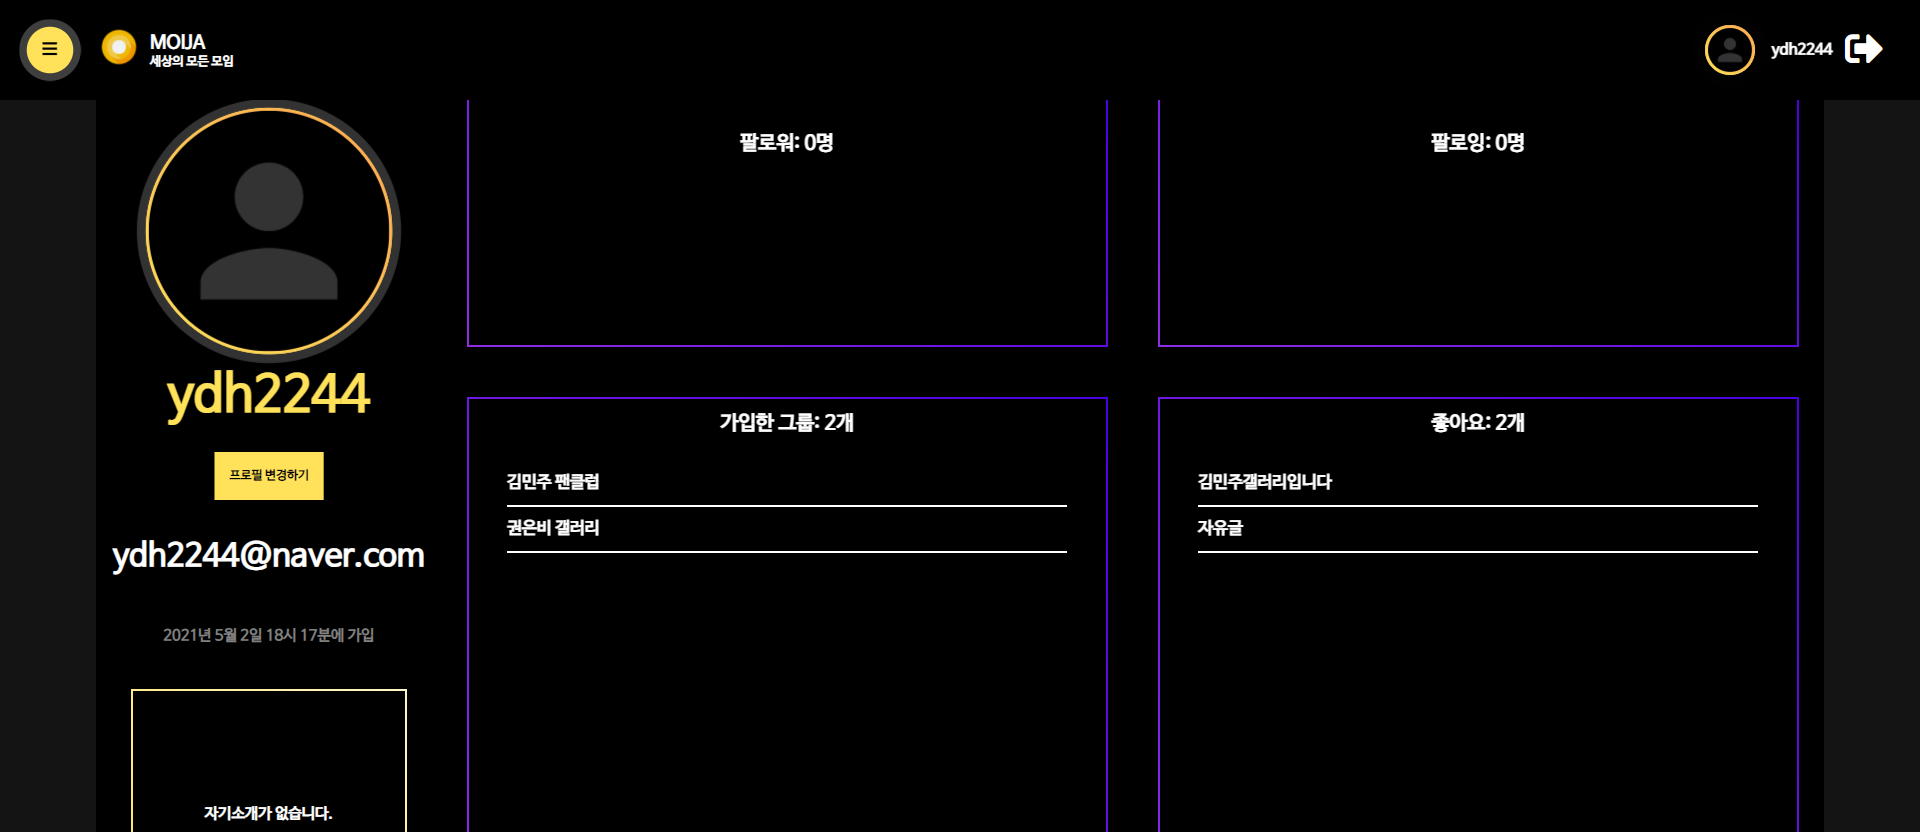 MOIJA
세상의 모든 모임
ydh2244
ydh2244
프로필 변경하기
ydh2244@naver.com
2021년 5월 2일 18시 17분에 가입
자기소개가 없습니다.
팔로워: 0명
팔로잉: 0명
가입한 그룹: 2개
김민주 팬클럽
권은비 갤러리
좋아요: 2개
김민주갤러리입니다
자유글